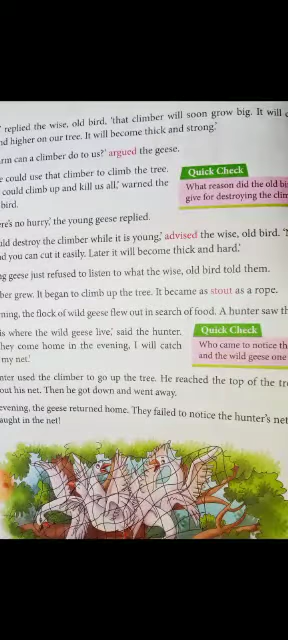 ' replied the wise, old bird, 'that climber will soon grow big. It will
nd higher on our tree. It will become thick and strong.'
arm can a climber do to us?' argued the geese.
e could use that climber to climb the tree.
could climb up and kill us all,' warned the
bird.
Quick Check
What reason did the old bi
give for destroying the clim
ere's no hurry,' the young geese replied.
uld destroy the climber while it is young,' advised the wise, old bird. 'N
d you can cut it easily. Later it will become thick and hard.'
ng geese just refused to listen to what the wise, old bird told them.
ber grew. It began to climb up the tree. It became as stout as a rope.
ning, the flock of wild geese flew out in search of food. A hunter saw th
is where the wild geese live,' said the hunter.
hey come home in the evening, I will catch
my net.'
Quick Check
Who came to notice th
and the wild geese one
nter used the climber to go up the tree. He reached the top of the tre
out his net. Then he got down and went away.
evening, the geese returned home. They failed to notice the hunter's net
aught in the net!